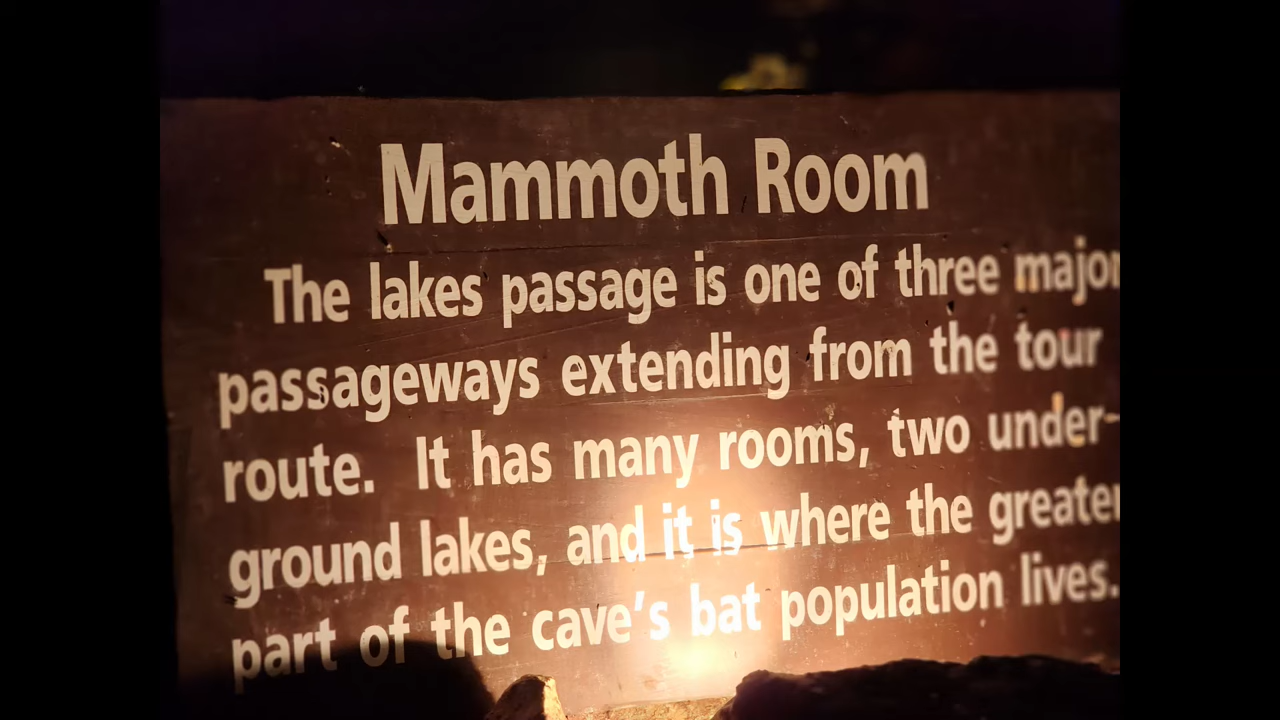 Mammoth Room
The lakes passage is one of three major
passageways extending from the tour
route. It has many rooms, two under-
ground lakes, and it is where the greater
part of the cave's bat population lives.